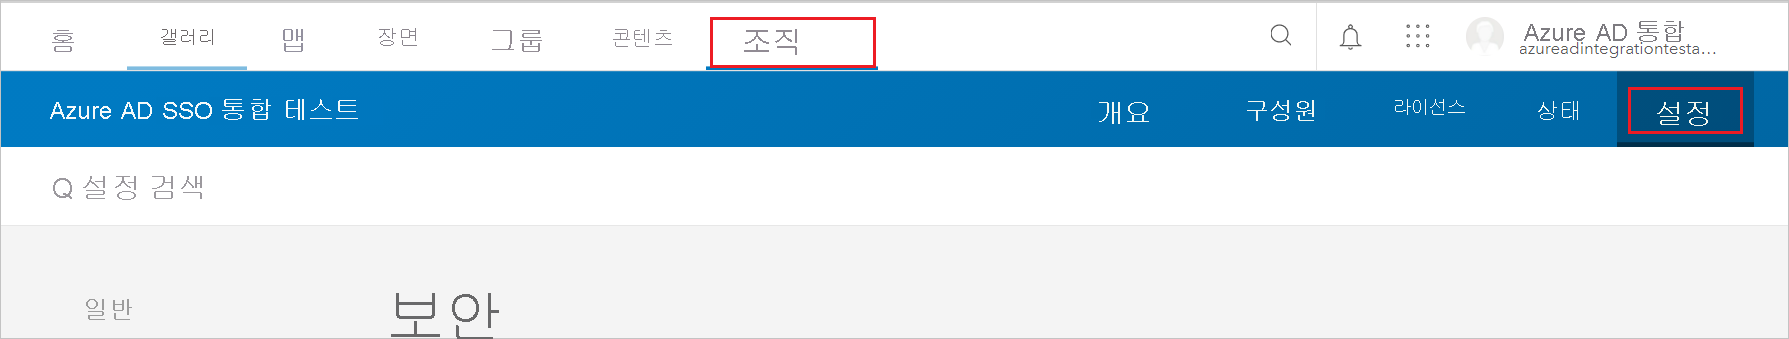 홈 갤러리 맵 장면 그룹 콘텐츠 조직 Azure AD 통합
azureadintegrationtesta...
Azure AD SSO 통합 테스트 개요 구성원 라이선스 상태 설정
Q 설정 검색
일반 보안